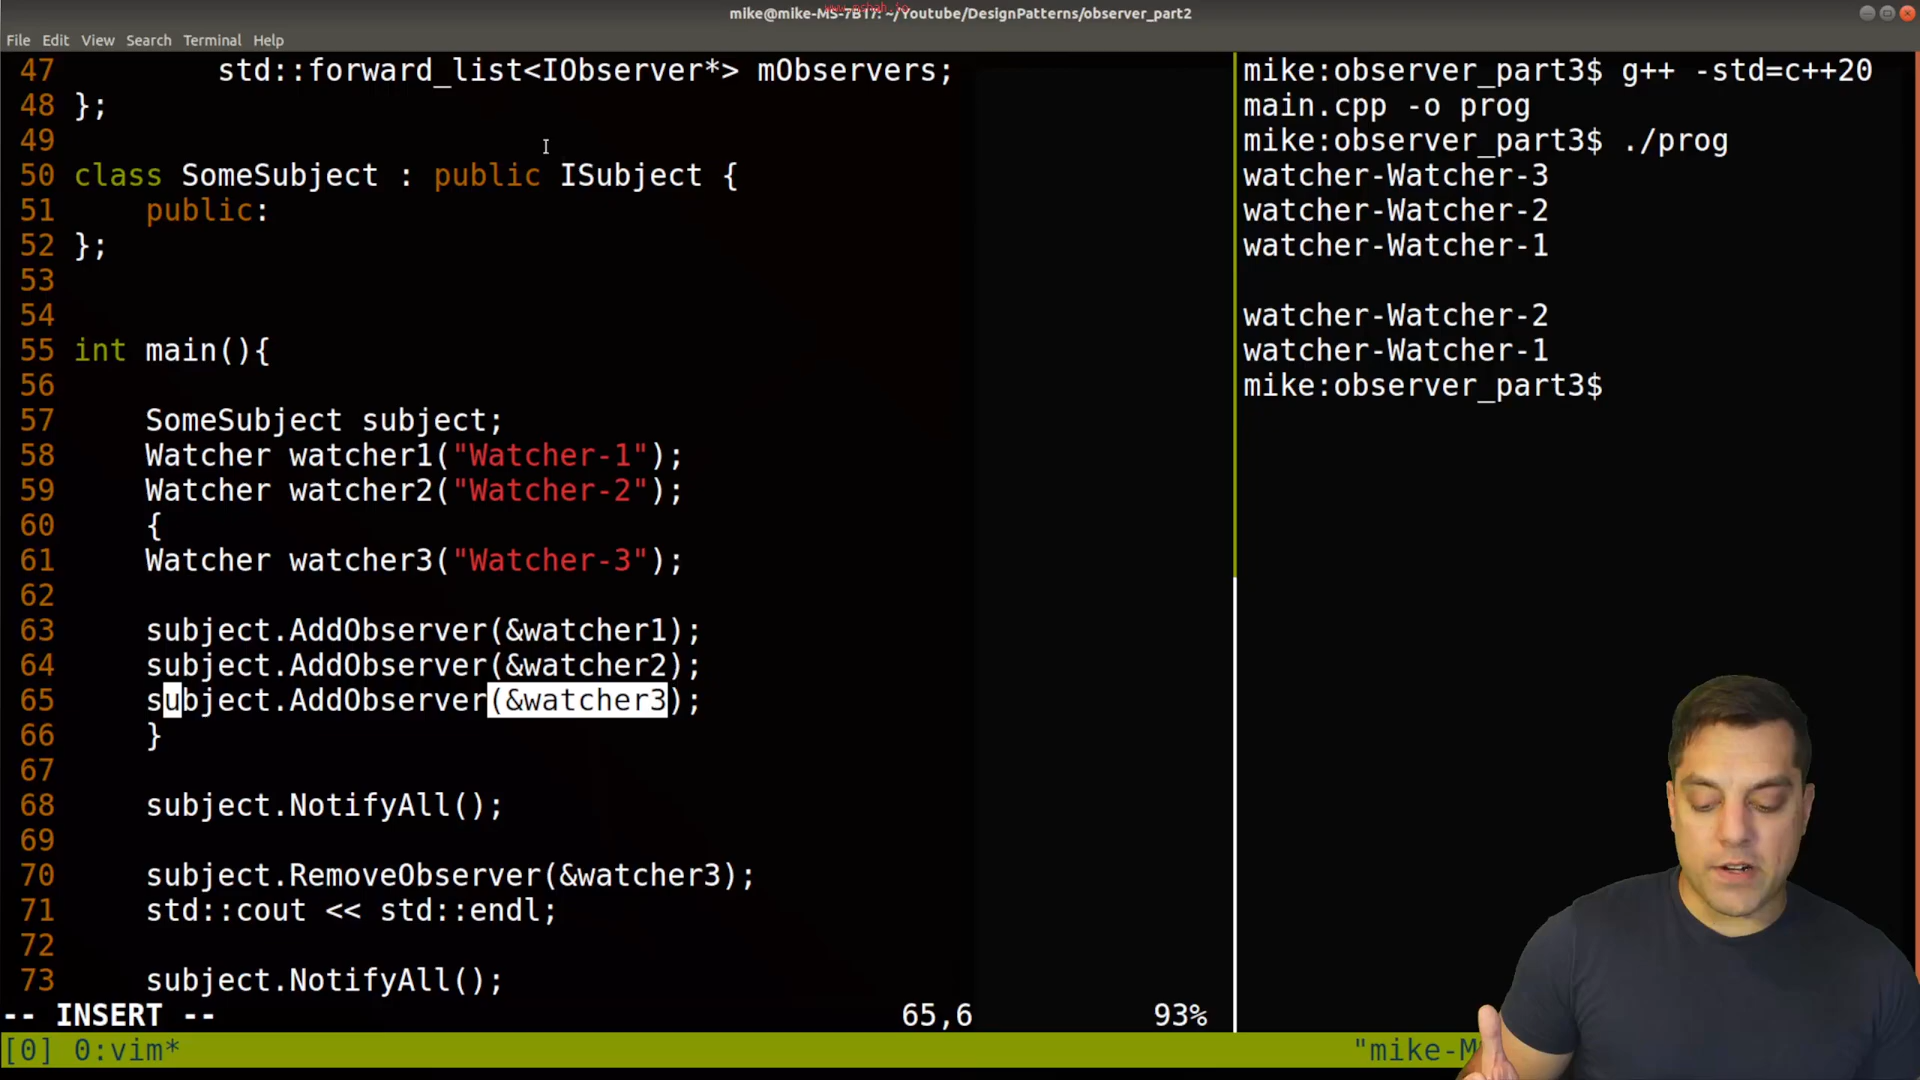 www.mshah.io
mike@mike-MS-7B17: ~/Youtube/DesignPatterns/observer_part2
File Edit View Search Terminal Help
47 std::forward_list<IObserver*> mObservers;
48 };
49
50 class SomeSubject : public ISubject {
51 public:
52 };
53
54
55 int main(){
56
57 SomeSubject subject;
58 Watcher watcher1("Watcher-1");
59 Watcher watcher2("Watcher-2");
60 {
61 Watcher watcher3("Watcher-3");
62
63 subject.AddObserver(&watcher1);
64 subject.AddObserver(&watcher2);
65 subject.AddObserver(&watcher3);
66 }
67
68 subject.NotifyAll();
69
70 subject.RemoveObserver(&watcher3);
71 std::cout << std::endl;
72
73 subject.NotifyAll();
-- INSERT -- 65,6 93%
mike:observer_part3$ g++ -std=c++20
main.cpp -o prog
mike:observer_part3$ ./prog
watcher-Watcher-3
watcher-Watcher-2
watcher-Watcher-1
watcher-Watcher-2
watcher-Watcher-1
mike:observer_part3$
[0] 0:vim* "mike-M